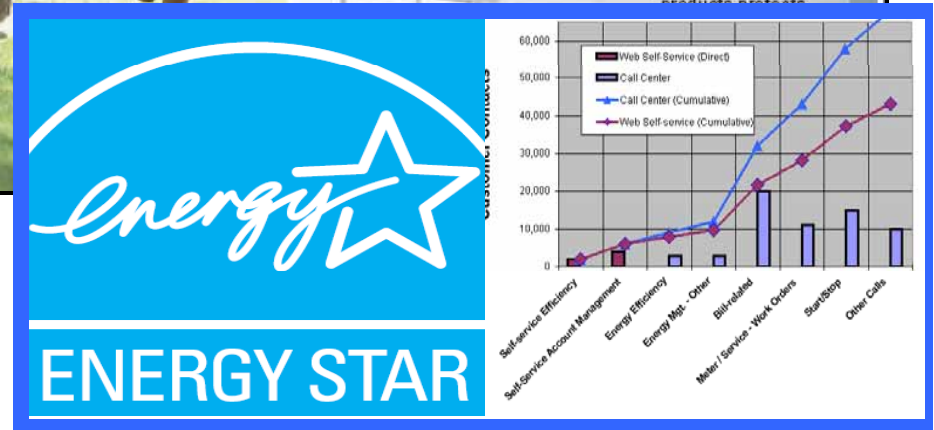 products protects
energy
ENERGY STAR
Customer Contacts
60,000
50,000
40,000
30,000
20,000
10,000
0
Web Self-Service (Direct)
Call Center
Call Center (Cumulative)
Web Self-service (Cumulative)
Self-service Efficiency
Self-Service Account Management
Energy Efficiency
Energy Mgt. - Other
Bill-related
Meter / Service - Work Orders
Start/Stop
Other Calls